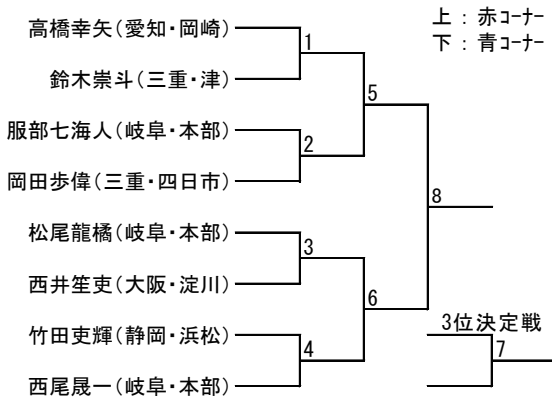 高橋幸矢(愛知・岡崎)
鈴木崇斗(三重・津)
服部七海人(岐阜・本部)
岡田歩偉(三重・四日市)
松尾龍橘(岐阜・本部)
西井笙吏(大阪・淀川)
竹田吏輝(静岡・浜松)
西尾晟一(岐阜・本部)
1
2
3
4
5
6
8
上:赤コーナー
下:青コーナー
3位決定戦
7